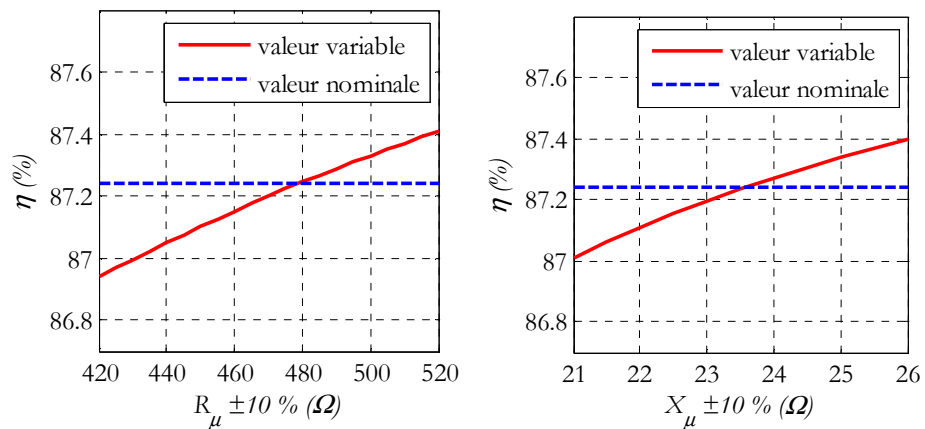 valeur variable
valeur nominale
87.6
87.4
87.2
87
86.8
η (%)
420 440 460 480 500 520
R_μ ±10 % (Ω)
valeur variable
valeur nominale
87.6
87.4
87.2
87
86.8
η (%)
21 22 23 24 25 26
X_μ ±10 % (Ω)